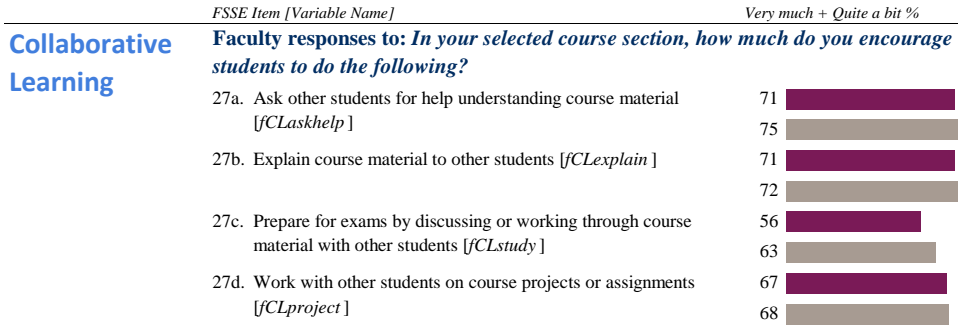 FSSE Item [Variable Name] Very much + Quite a bit %
Collaborative
Learning
Faculty responses to: In your selected course section, how much do you encourage
students to do the following?
27a. Ask other students for help understanding course material
[fCLaskhelp]
71
75
27b. Explain course material to other students [fCLexplain]
71
72
27c. Prepare for exams by discussing or working through course
material with other students [fCLstudy]
56
63
27d. Work with other students on course projects or assignments
[fCLproject]
67
68